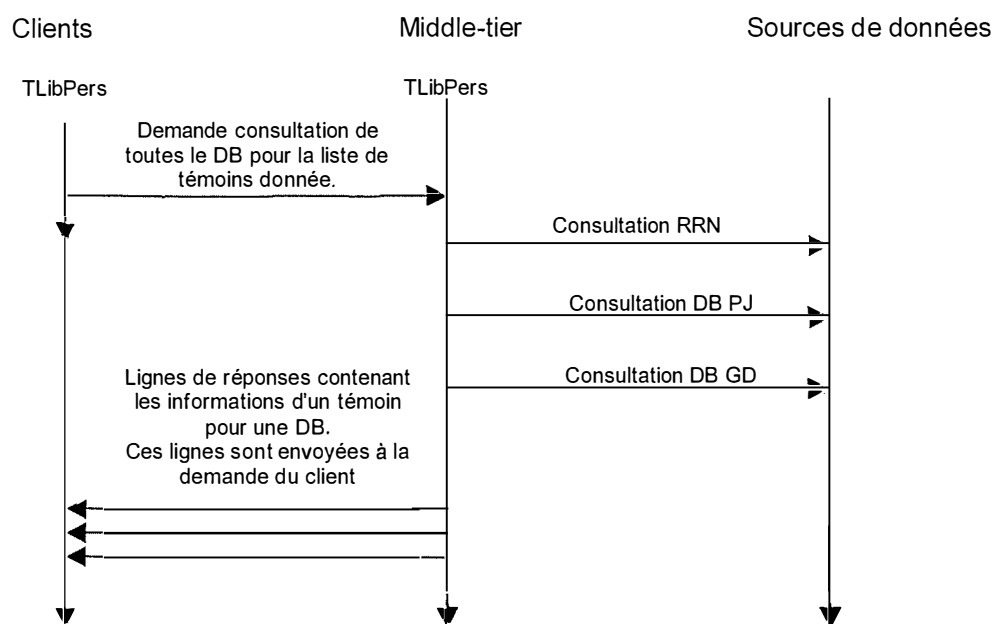 Clients
Middle-tier
Sources de données
TLibPers
TLibPers
Demande consultation de
toutes le DB pour la liste de
témoins donnée.
Consultation RRN
Consultation DB PJ
Consultation DB GD
Lignes de réponses contenant
les informations d'un témoin
pour une DB.
Ces lignes sont envoyées à la
demande du client